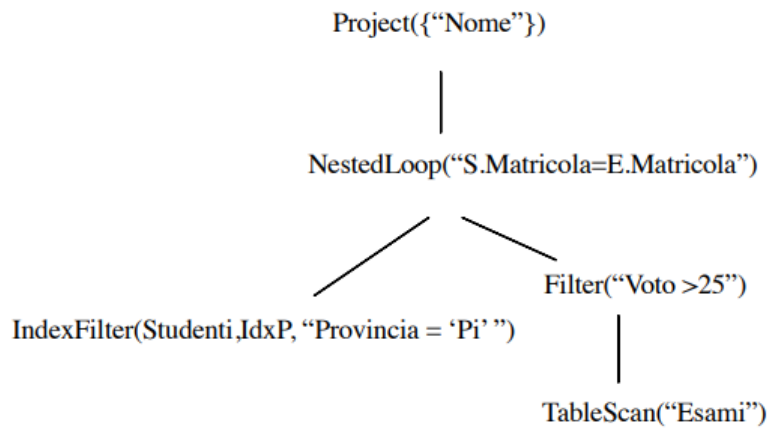 Project({“Nome”})
NestedLoop(“S.Matricola=E.Matricola”)
Filter(“Voto >25”)
IndexFilter(Studenti,IdxP, “Provincia = ‘Pi’ ”)
TableScan(“Esami”)